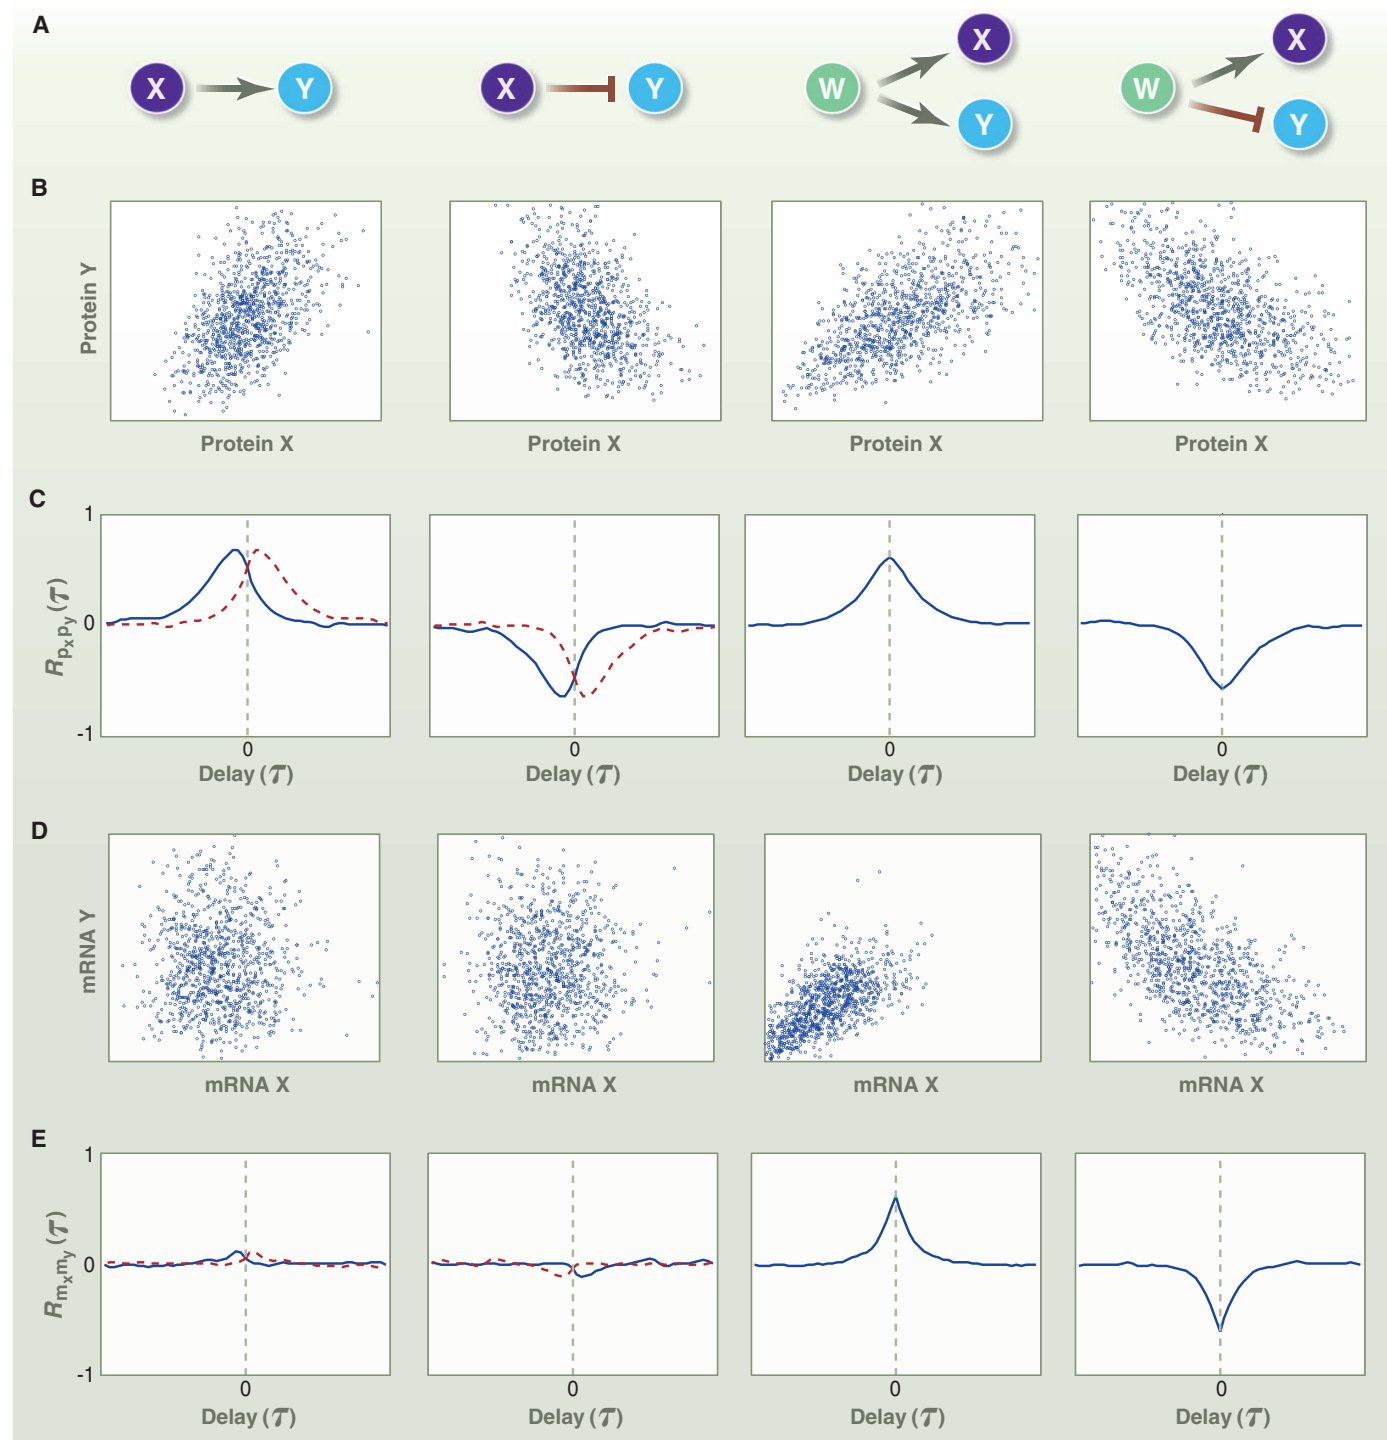 A
X Y X Y W X Y W X Y
B
Protein Y
Protein X Protein X Protein X Protein X
C
1
0
-1
R_{p_x p_y}(τ)
0 0 0 0
Delay (τ) Delay (τ) Delay (τ) Delay (τ)
D
mRNA Y
mRNA X mRNA X mRNA X mRNA X
E
1
0
-1
R_{m_x m_y}(τ)
0 0 0 0
Delay (τ) Delay (τ) Delay (τ) Delay (τ)